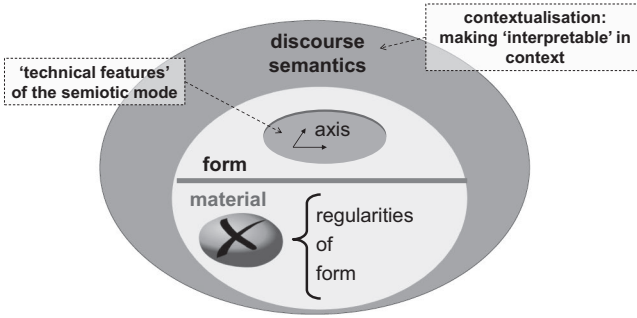 contextualisation:
making ‘interpretable’ in
context
discourse
semantics
‘technical features’
of the semiotic mode
axis
form
material
regularities
of
form